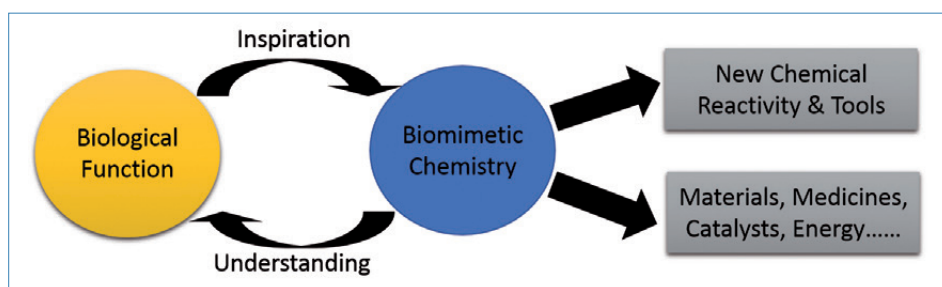 Inspiration
Biological
Function
Biomimetic
Chemistry
New Chemical
Reactivity & Tools
Materials, Medicines,
Catalysts, Energy......
Understanding